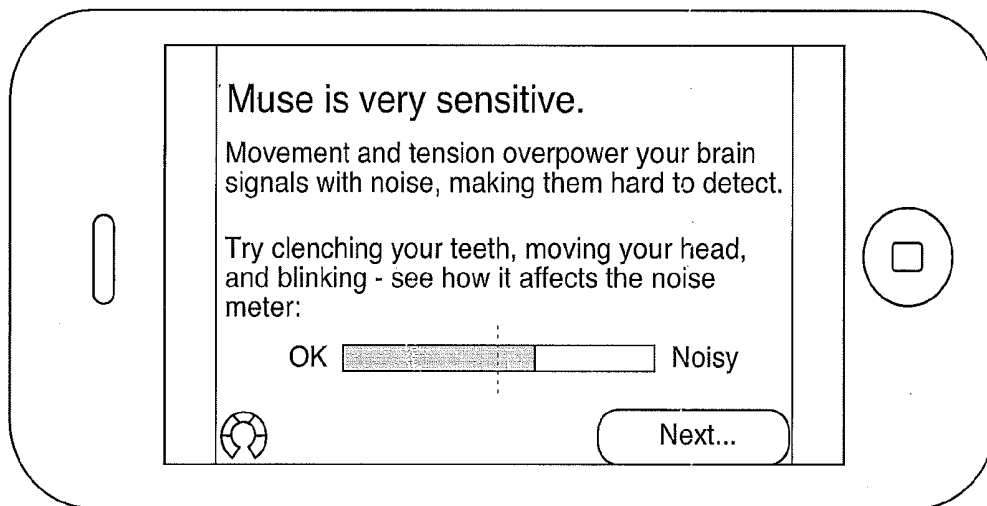 Muse is very sensitive.
Movement and tension overpower your brain
signals with noise, making them hard to detect.
Try clenching your teeth, moving your head,
and blinking - see how it affects the noise
meter:
OK Noisy
Next...